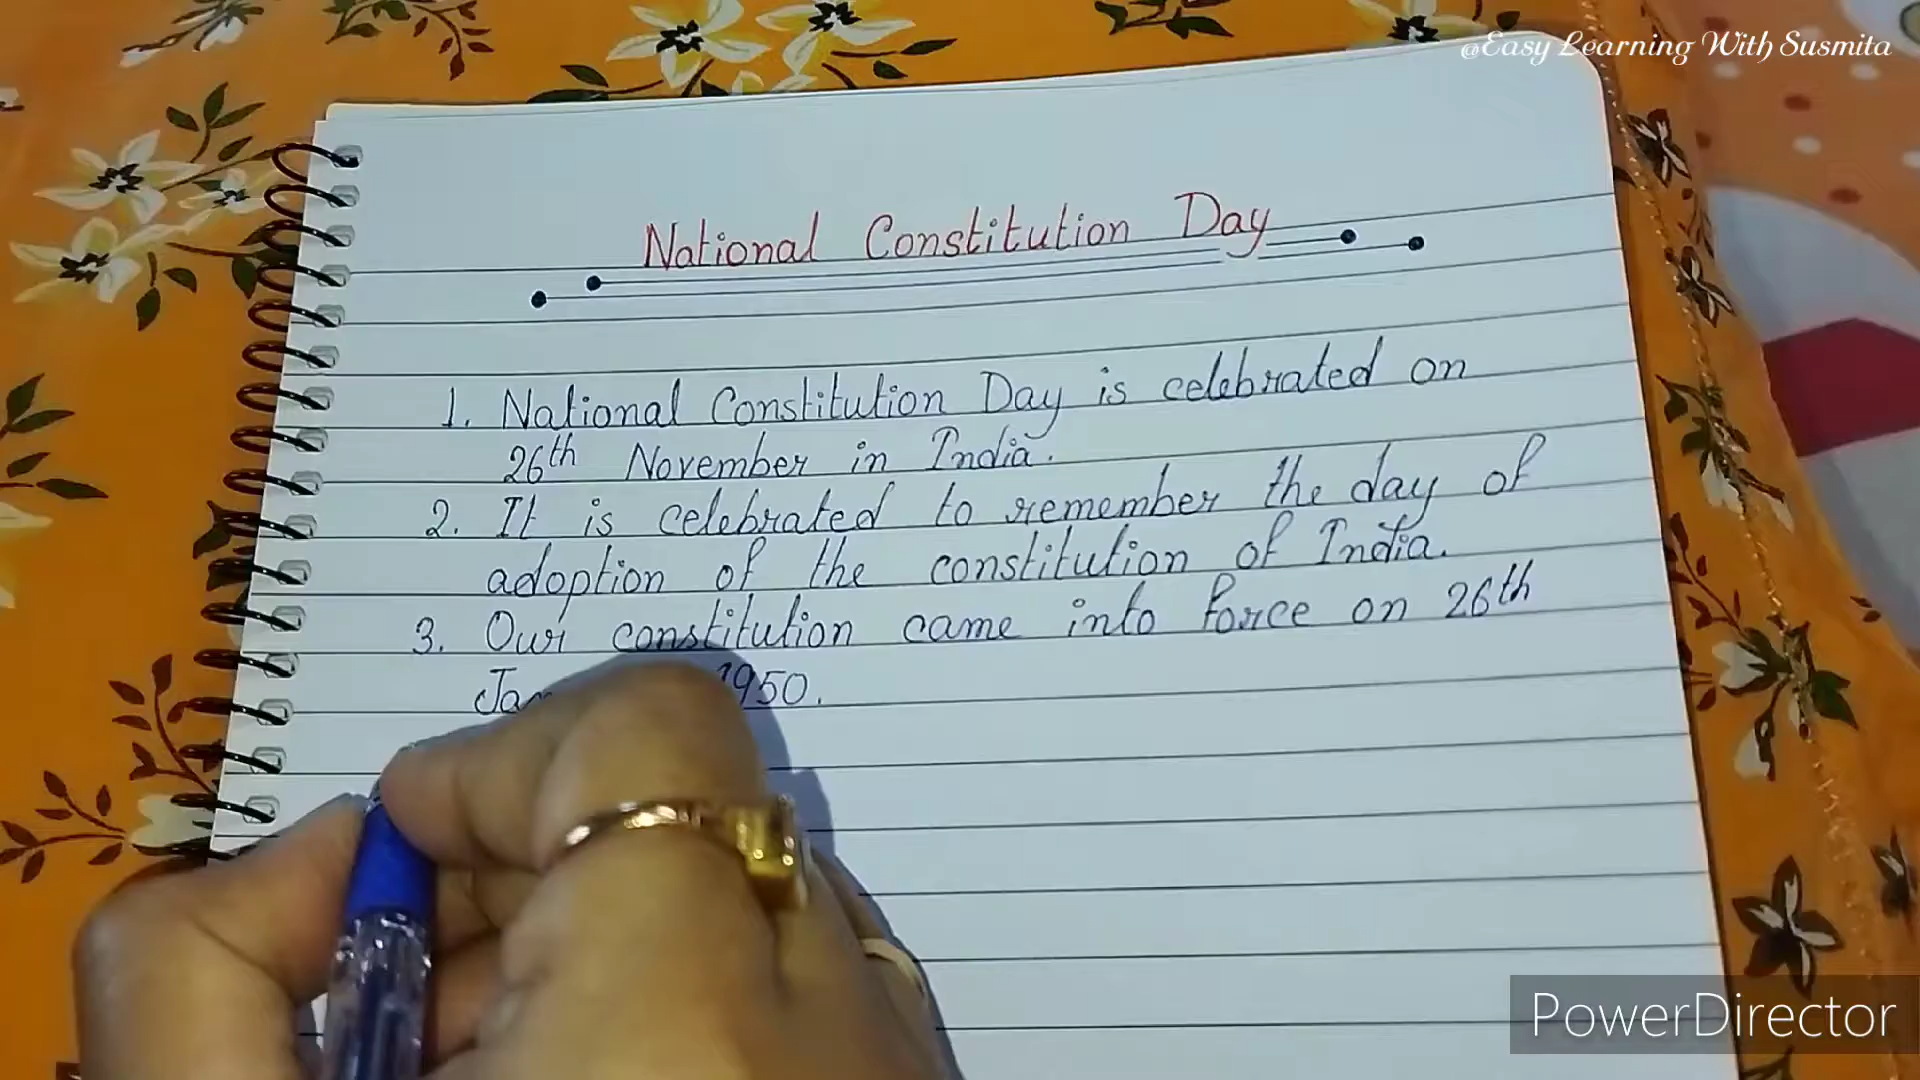 @Easy Learning With Susmita
National Constitution Day
1. National Constitution Day is celebrated on
26th November in India.
2. It is celebrated to remember the day of
adoption of the constitution of India.
3. Our constitution came into force on 26th
1950.
PowerDirector